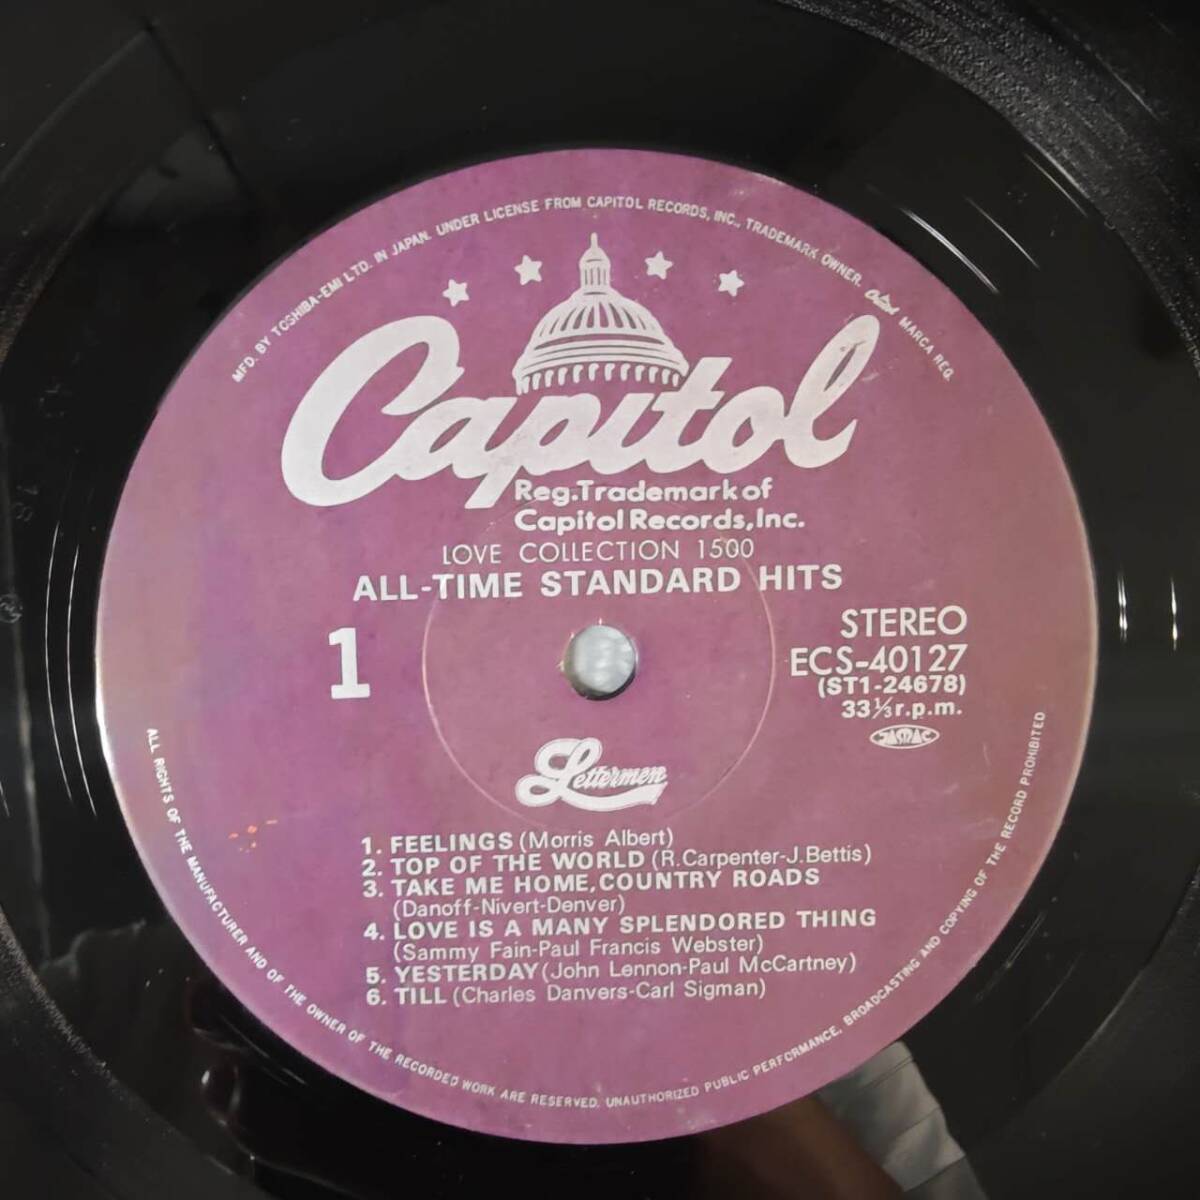 MFD. BY TOSHIBA-EMI LTD. IN JAPAN. UNDER LICENSE FROM CAPITOL RECORDS, INC., TRADEMARK OWNER. Capitol MARCA REG.
Capitol
Reg.Trademark of
Capitol Records,Inc.
LOVE COLLECTION 1500
ALL-TIME STANDARD HITS
1
STEREO
ECS-40127
(ST1-24678)
33⅓ r.p.m.
JASRAC
Lettermen
1. FEELINGS (Morris Albert)
2. TOP OF THE WORLD (R.Carpenter-J.Bettis)
3. TAKE ME HOME,COUNTRY ROADS
(Danoff-Nivert-Denver)
4. LOVE IS A MANY SPLENDORED THING
(Sammy Fain-Paul Francis Webster)
5. YESTERDAY (John Lennon-Paul McCartney)
6. TILL (Charles Danvers-Carl Sigman)
ALL RIGHTS OF THE MANUFACTURER AND OF THE OWNER OF THE RECORDED WORK ARE RESERVED. UNAUTHORIZED PUBLIC PERFORMANCE, BROADCASTING AND COPYING OF THE RECORD PROHIBITED